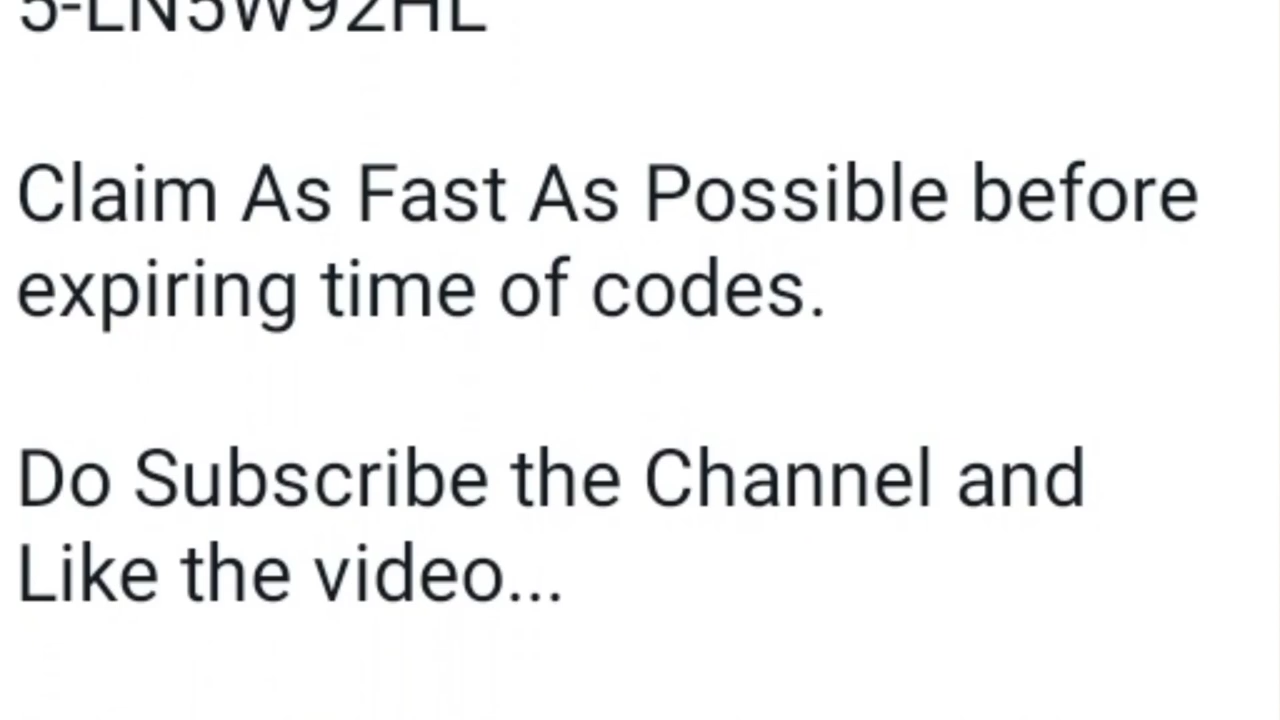 Claim As Fast As Possible before
expiring time of codes.
Do Subscribe the Channel and
Like the video...